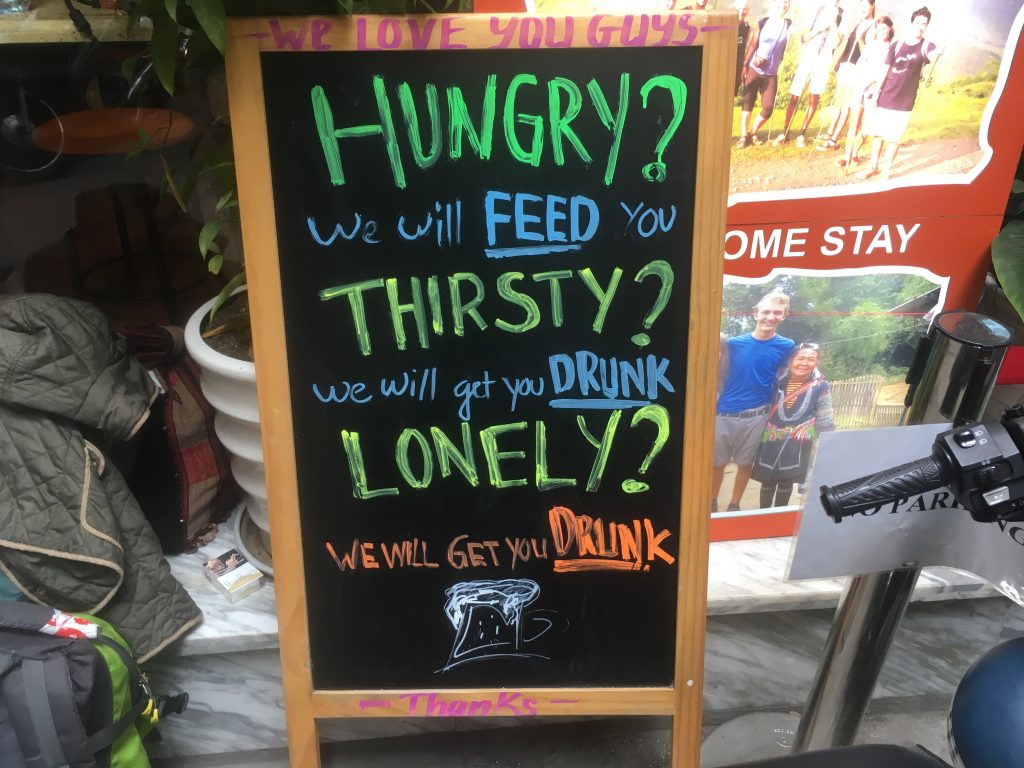 -We LOVE YOU GUYS-
HUNGRY?
We will FEED YOU
THIRSTY?
we will get you DRUNK
LONELY?
WE WILL GET YOU DRUNK
- Thanks -
OME STAY
PARKING